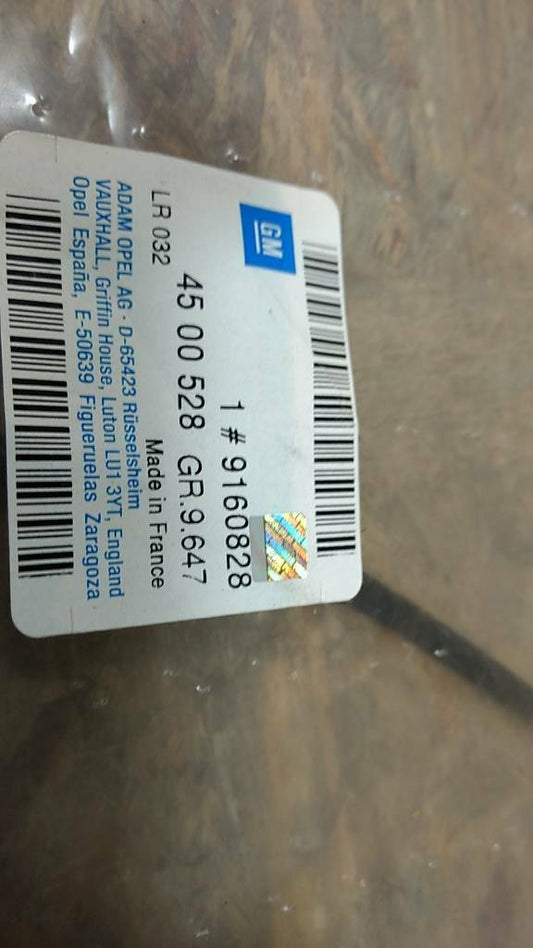 GM
1 # 9160828
45 00 528 GR.9.647
LR 032 Made in France
ADAM OPEL AG · D-65423 Rüsselsheim
VAUXHALL, Griffin House, Luton LU1 3YT, England
Opel España, E-50639 Figueruelas Zaragoza